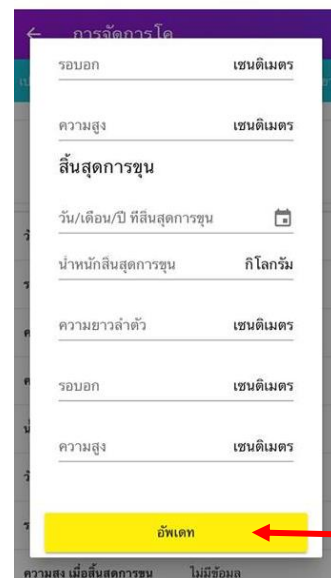 การจัดการโค
รอบอก เซนติเมตร
ความสูง เซนติเมตร
สิ้นสุดการขุน
วัน/เดือน/ปี ที่สิ้นสุดการขุน
น้ำหนักสิ้นสุดการขุน กิโลกรัม
ความยาวลำตัว เซนติเมตร
รอบอก เซนติเมตร
ความสูง เซนติเมตร
อัพเดท
ความสูง เมื่อสิ้นสุดการขุน ไม่มีข้อมูล